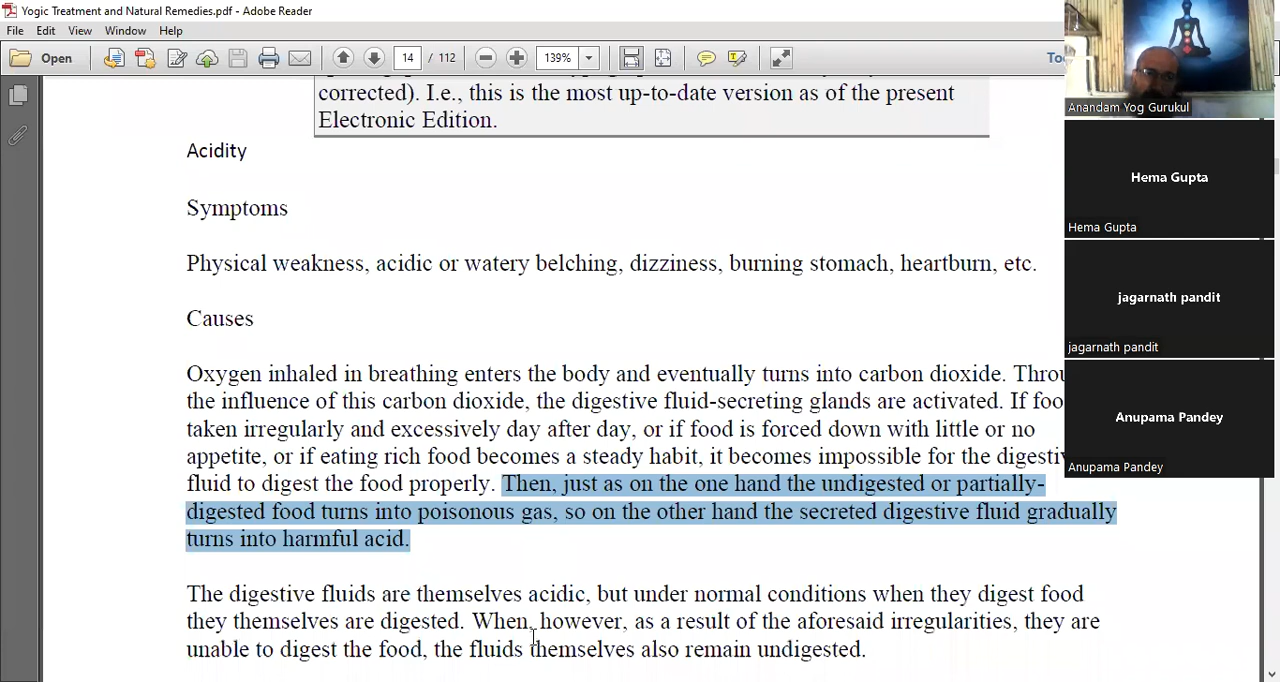 Yogic Treatment and Natural Remedies.pdf - Adobe Reader
File Edit View Window Help
Open 14 / 112 139%
corrected). I.e., this is the most up-to-date version as of the present
Electronic Edition.
Acidity
Symptoms
Physical weakness, acidic or watery belching, dizziness, burning stomach, heartburn, etc.
Causes
Oxygen inhaled in breathing enters the body and eventually turns into carbon dioxide.
the influence of this carbon dioxide, the digestive fluid-secreting glands are activated. If
taken irregularly and excessively day after day, or if food is forced down with little or no
appetite, or if eating rich food becomes a steady habit, it becomes impossible for the
fluid to digest the food properly. Then, just as on the one hand the undigested or partially-
digested food turns into poisonous gas, so on the other hand the secreted digestive fluid gradually
turns into harmful acid.
The digestive fluids are themselves acidic, but under normal conditions when they digest food
they themselves are digested. When, however, as a result of the aforesaid irregularities, they are
unable to digest the food, the fluids themselves also remain undigested.
Anandam Yog Gurukul
Hema Gupta
Hema Gupta
jagarnath pandit
jagarnath pandit
Anupama Pandey
Anupama Pandey